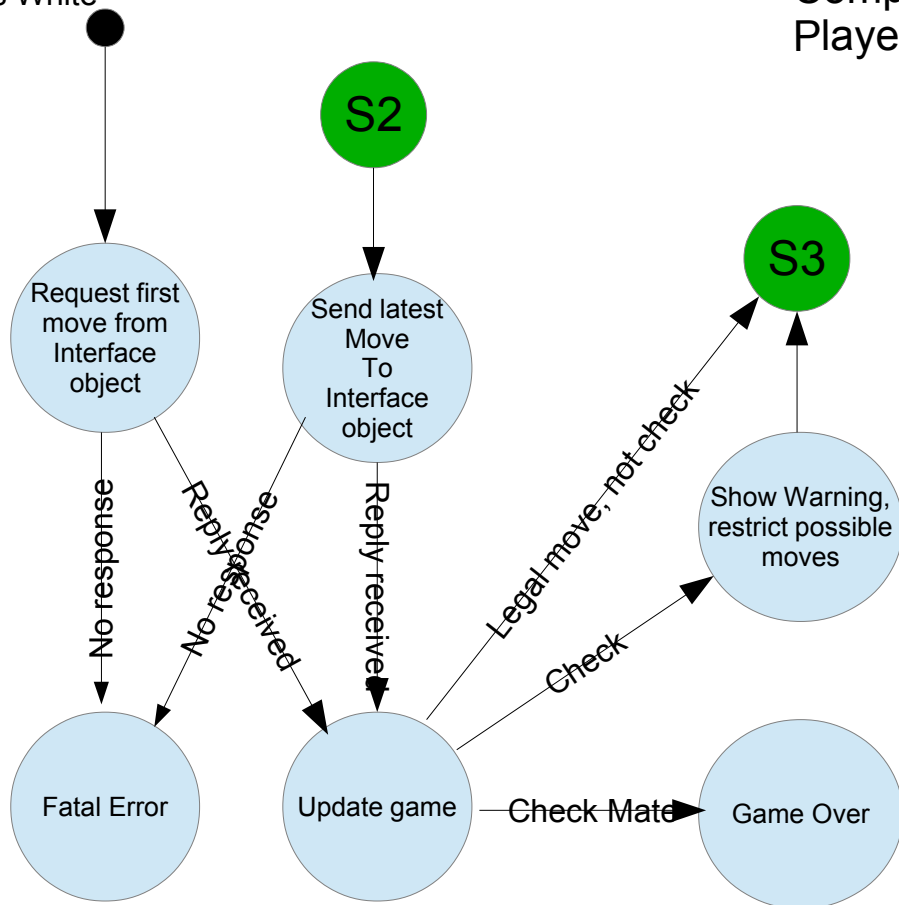 White
Playe
S2
S3
Request first
move from
Interface
object
Send latest
Move
To
Interface
object
Show Warning,
restrict possible
moves
No response
Reply received
No response
Reply received
Legal move, not check
Check
Check Mate
Fatal Error
Update game
Game Over